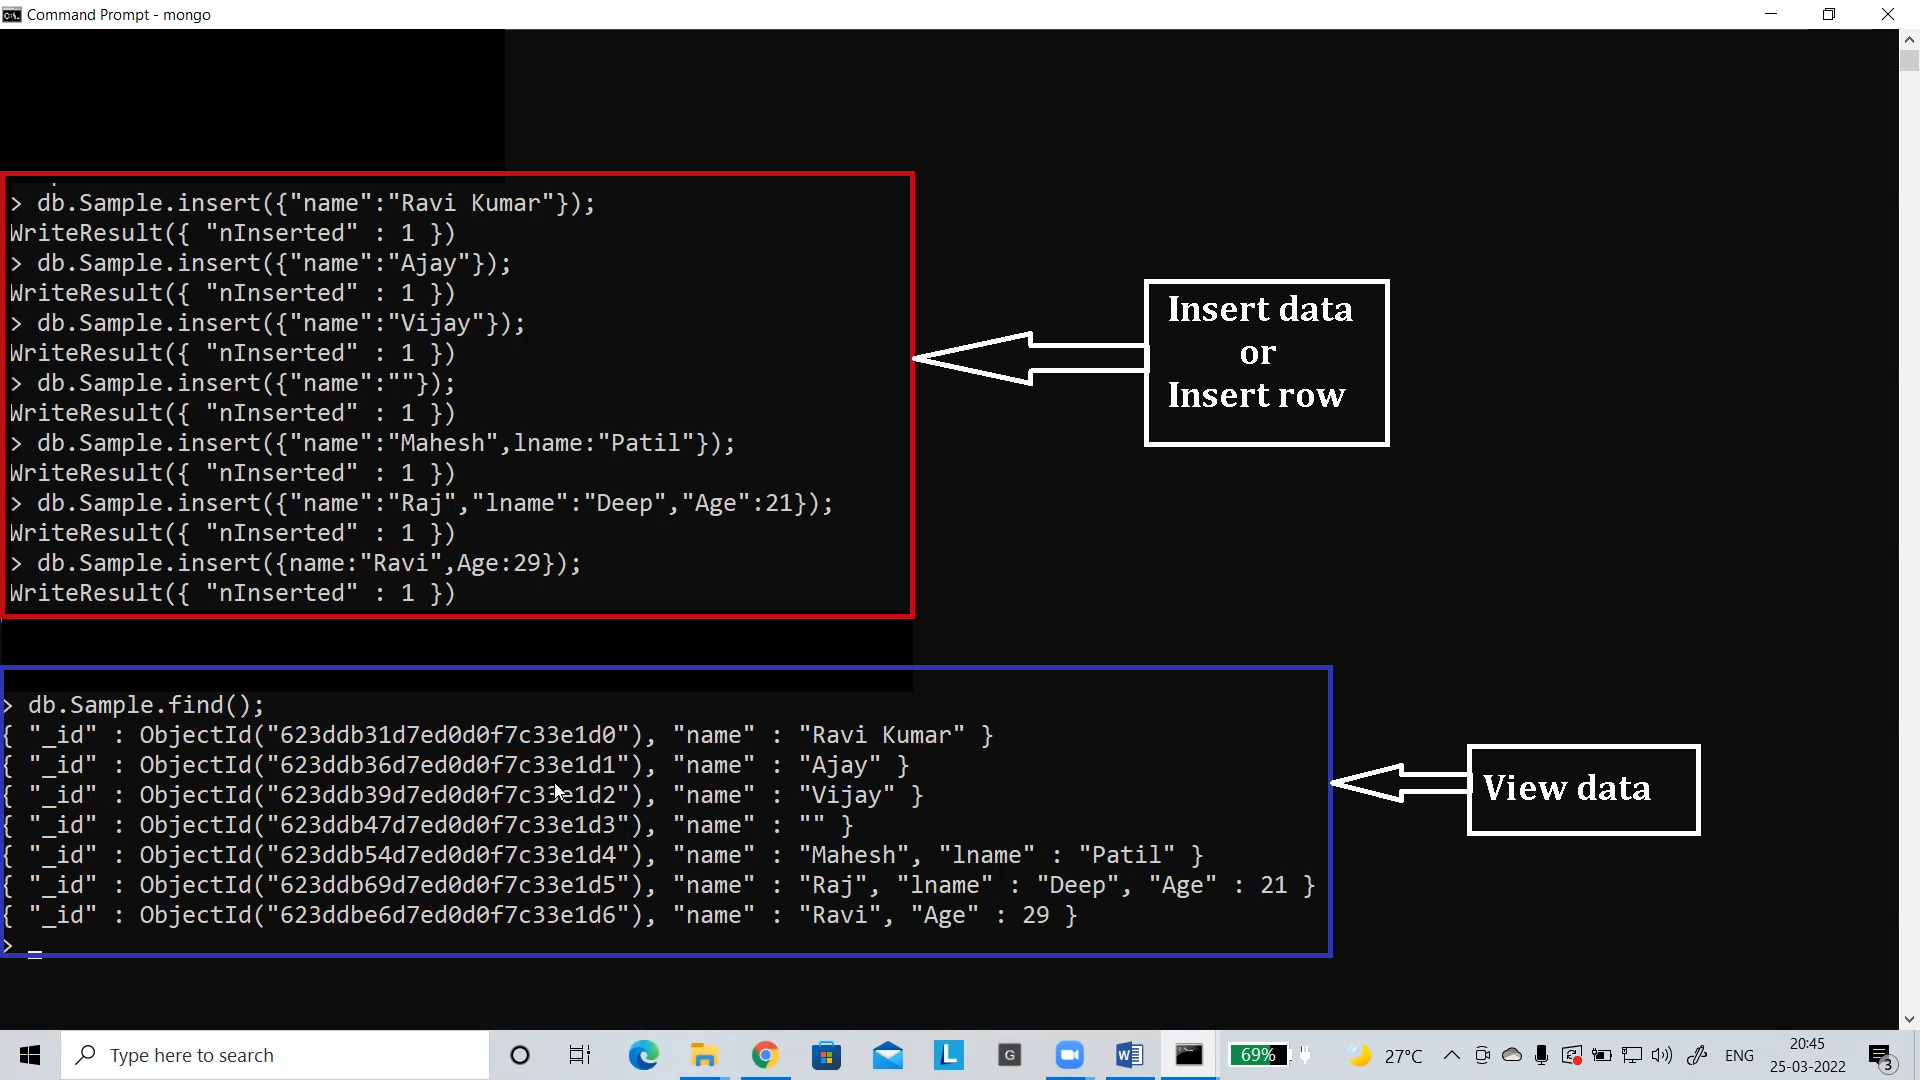 Command Prompt - mongo
> db.Sample.insert({"name":"Ravi Kumar"});
WriteResult({ "nInserted" : 1 })
> db.Sample.insert({"name":"Ajay"});
WriteResult({ "nInserted" : 1 })
> db.Sample.insert({"name":"Vijay"});
WriteResult({ "nInserted" : 1 })
> db.Sample.insert({"name":""});
WriteResult({ "nInserted" : 1 })
> db.Sample.insert({"name":"Mahesh",lname:"Patil"});
WriteResult({ "nInserted" : 1 })
> db.Sample.insert({"name":"Raj","lname":"Deep","Age":21});
WriteResult({ "nInserted" : 1 })
> db.Sample.insert({name:"Ravi",Age:29});
WriteResult({ "nInserted" : 1 })
Insert data
or
Insert row
> db.Sample.find();
{ "_id" : ObjectId("623ddb31d7ed0d0f7c33e1d0"), "name" : "Ravi Kumar" }
{ "_id" : ObjectId("623ddb36d7ed0d0f7c33e1d1"), "name" : "Ajay" }
{ "_id" : ObjectId("623ddb39d7ed0d0f7c33e1d2"), "name" : "Vijay" }
{ "_id" : ObjectId("623ddb47d7ed0d0f7c33e1d3"), "name" : "" }
{ "_id" : ObjectId("623ddb54d7ed0d0f7c33e1d4"), "name" : "Mahesh", "lname" : "Patil" }
{ "_id" : ObjectId("623ddb69d7ed0d0f7c33e1d5"), "name" : "Raj", "lname" : "Deep", "Age" : 21 }
{ "_id" : ObjectId("623ddbe6d7ed0d0f7c33e1d6"), "name" : "Ravi", "Age" : 29 }
> _
View data
Type here to search
L
G
69%
27°C
ENG
20:45
25-03-2022
3